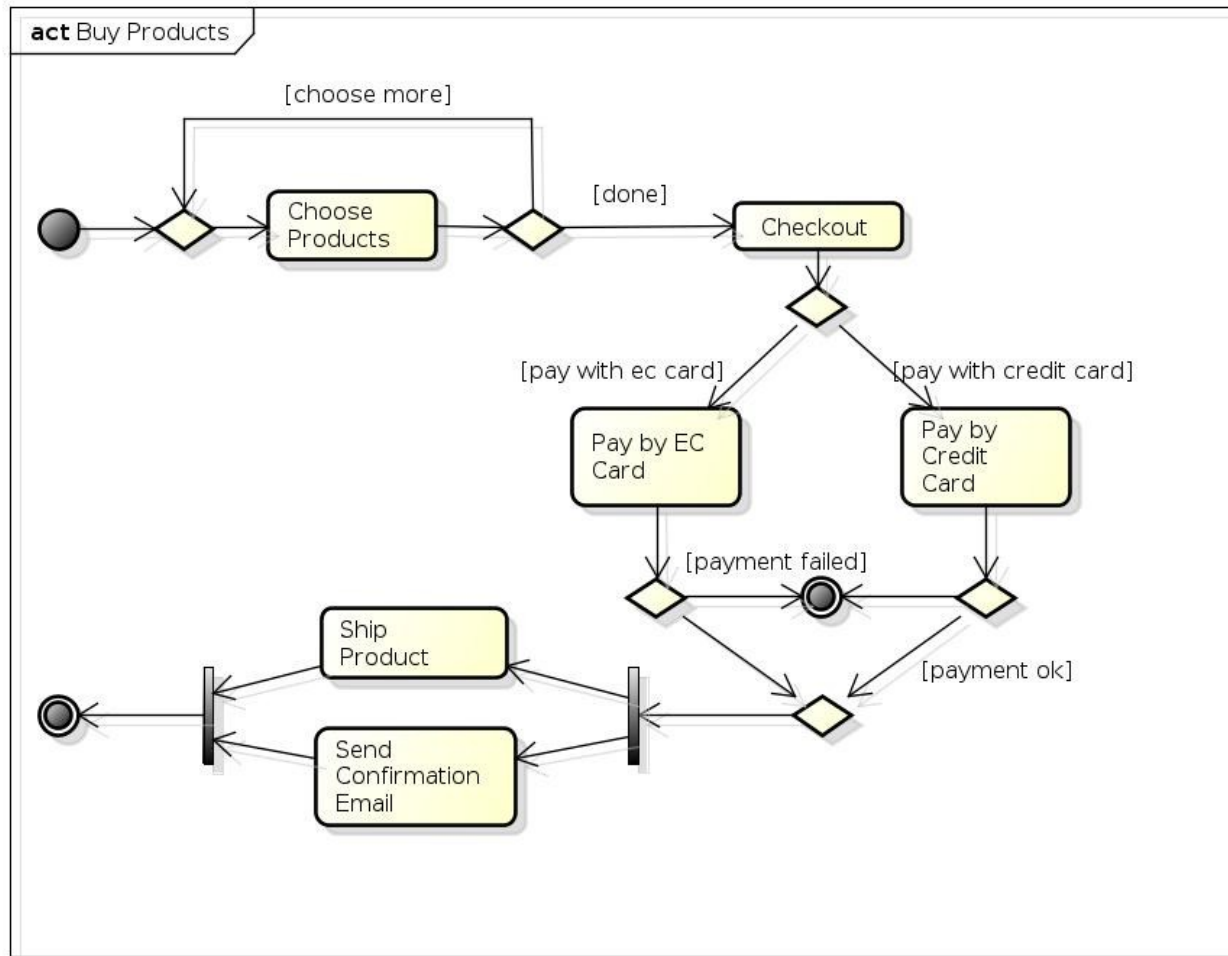 act Buy Products
[choose more]
[done]
Choose
Products
Checkout
[pay with ec card]
[pay with credit card]
Pay by EC
Card
Pay by
Credit
Card
[payment failed]
Ship
Product
[payment ok]
Send
Confirmation
Email